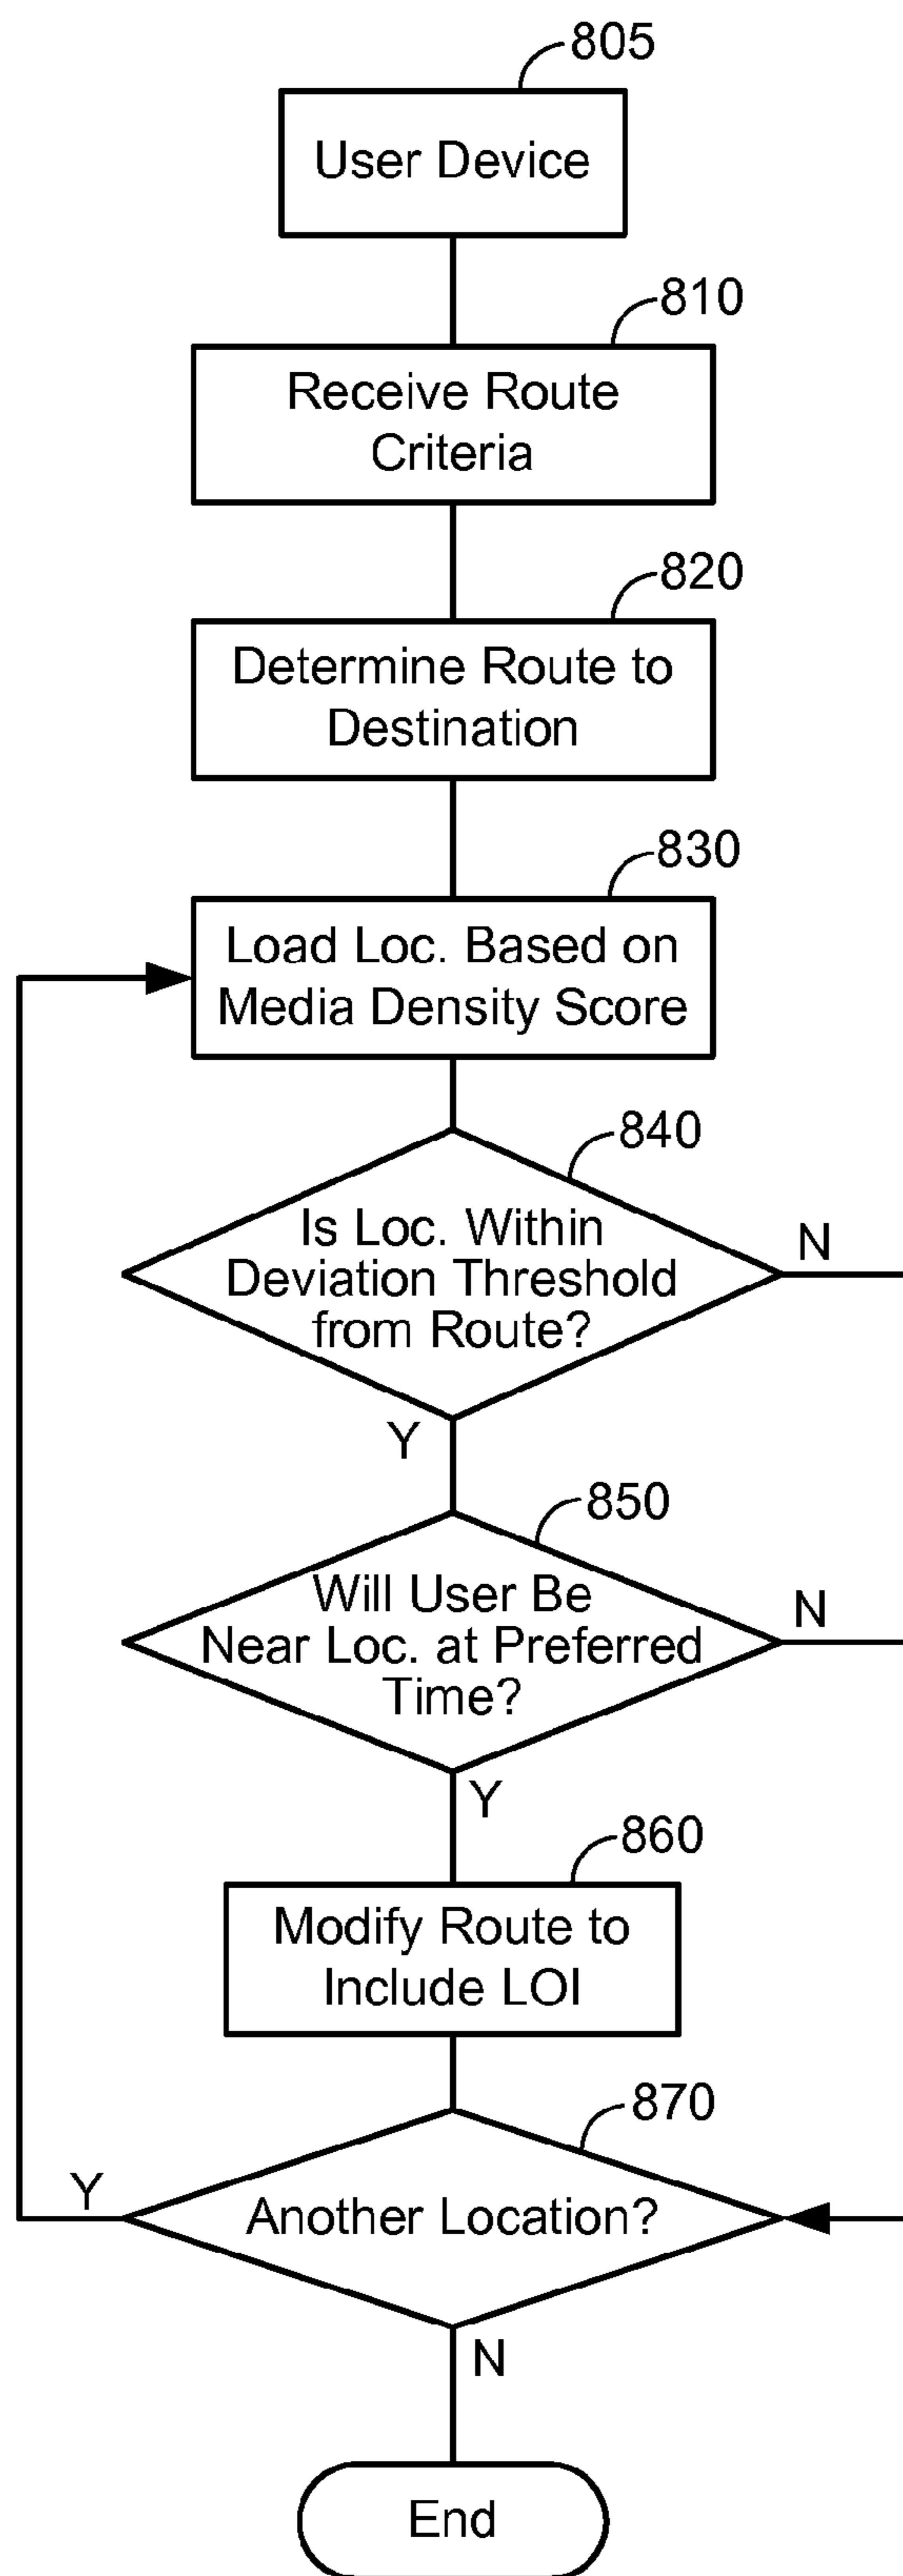 805
User Device
810
Receive Route
Criteria
820
Determine Route to
Destination
830
Load Loc. Based on
Media Density Score
840
Is Loc. Within
Deviation Threshold
from Route?
N
Y
850
Will User Be
Near Loc. at Preferred
Time?
N
Y
860
Modify Route to
Include LOI
870
Another Location?
Y
N
End